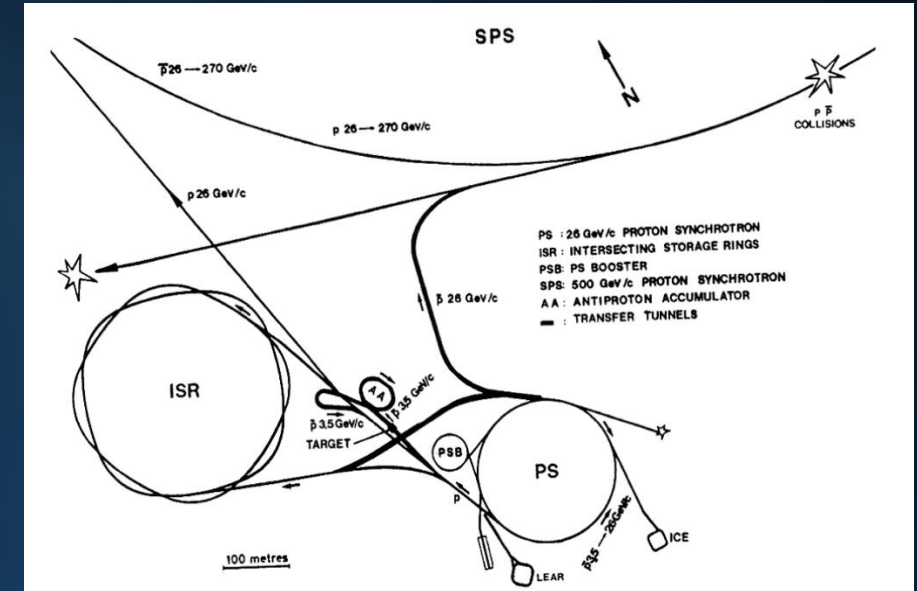 SPS
p̄ 26 → 270 GeV/c
N
p p̄
COLLISIONS
p 26 → 270 GeV/c
p 26 GeV/c
PS : 26 GeV/c PROTON SYNCHROTRON
ISR : INTERSECTING STORAGE RINGS
PSB: PS BOOSTER
SPS: 500 GeV/c PROTON SYNCHROTRON
AA : ANTIPROTON ACCUMULATOR
▬ : TRANSFER TUNNELS
p̄ 26 GeV/c
ISR
AA
p̄ 3,5 GeV/c
p̄ 3,5 GeV/c
TARGET
PSB
PS
p
p̄ 3,5 → 26 GeV/c
ICE
100 metres
LEAR